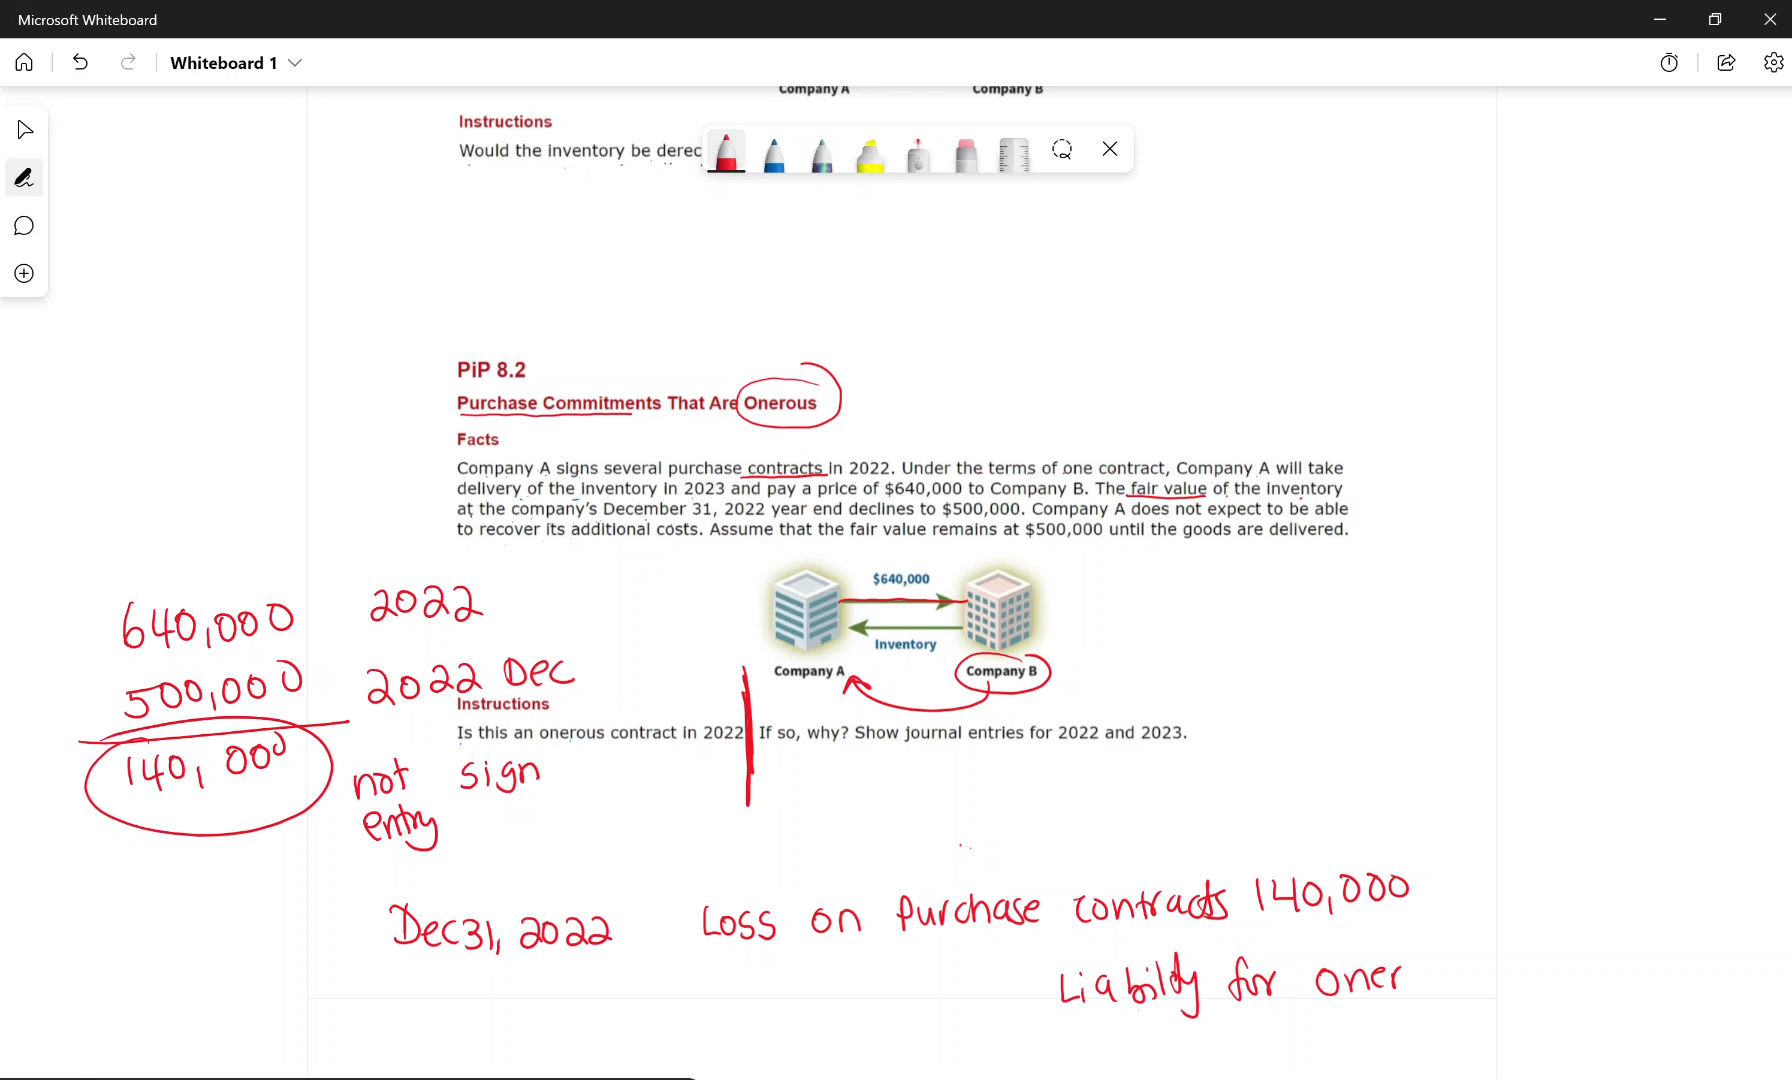 Microsoft Whiteboard
Whiteboard 1
Company A Company B
Instructions
Would the inventory be derec
PiP 8.2
Purchase Commitments That Are Onerous
Facts
Company A signs several purchase contracts in 2022. Under the terms of one contract, Company A will take
delivery of the inventory in 2023 and pay a price of $640,000 to Company B. The fair value of the inventory
at the company's December 31, 2022 year end declines to $500,000. Company A does not expect to be able
to recover its additional costs. Assume that the fair value remains at $500,000 until the goods are delivered.
$640,000
Inventory
Company A Company B
640,000 2022
500,000 2022 Dec
140,000
Instructions
Is this an onerous contract in 2022 If so, why? Show journal entries for 2022 and 2023.
not sign
entry
Dec 31, 2022 Loss on Purchase contracts 140,000
Liability for oner